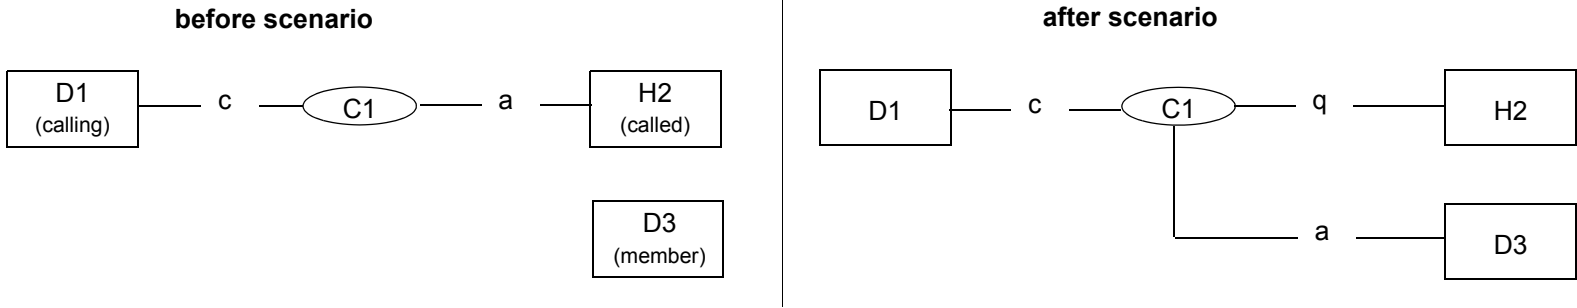 before scenario
D1
(calling)
c
C1
a
H2
(called)
D3
(member)
after scenario
D1
c
C1
q
H2
a
D3